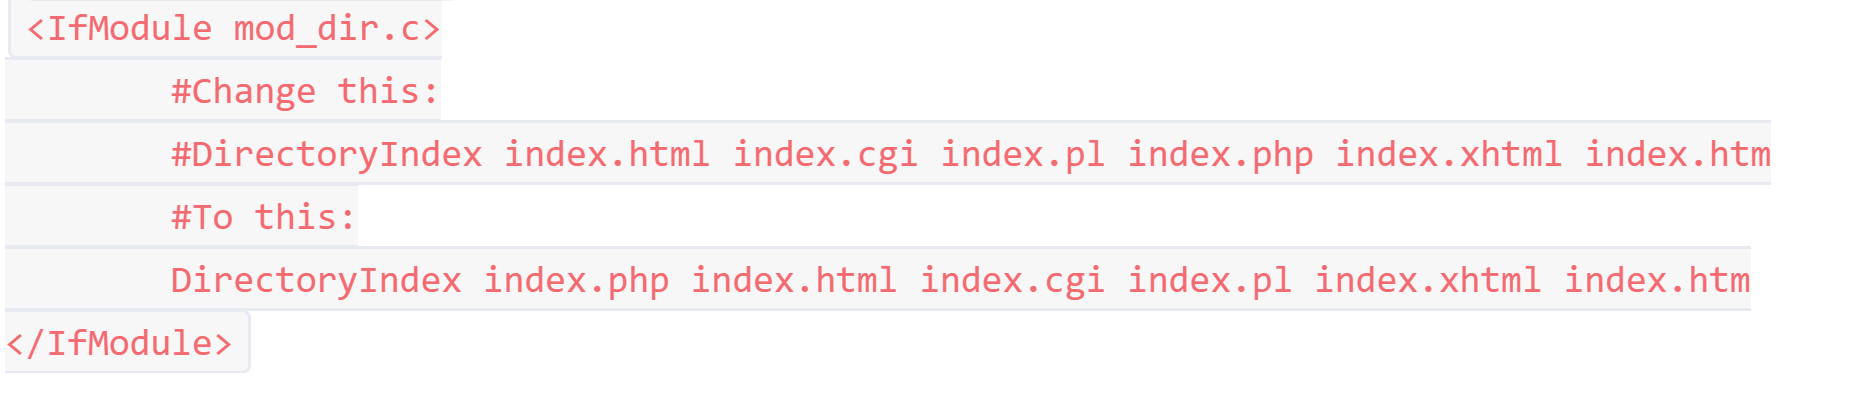 <IfModule mod_dir.c>
#Change this:
#DirectoryIndex index.html index.cgi index.pl index.php index.xhtml index.htm
#To this:
DirectoryIndex index.php index.html index.cgi index.pl index.xhtml index.htm
</IfModule>